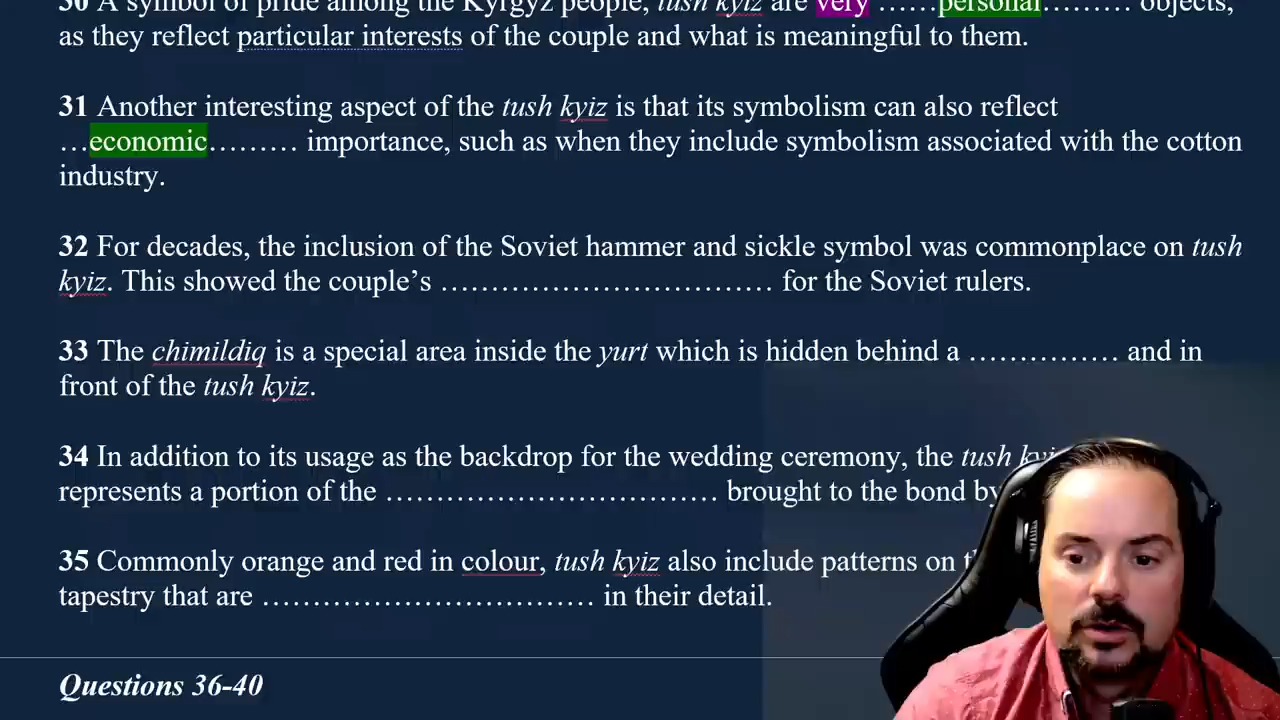 30 A symbol of pride among the Kyrgyz people, tush kyiz are very ……personal……… objects,
as they reflect particular interests of the couple and what is meaningful to them.
31 Another interesting aspect of the tush kyiz is that its symbolism can also reflect
…economic……… importance, such as when they include symbolism associated with the cotton
industry.
32 For decades, the inclusion of the Soviet hammer and sickle symbol was commonplace on tush
kyiz. This showed the couple’s ………………………………… for the Soviet rulers.
33 The chimildiq is a special area inside the yurt which is hidden behind a …………… and in
front of the tush kyiz.
34 In addition to its usage as the backdrop for the wedding ceremony, the tush
represents a portion of the ………………………………… brought to the bond by
35 Commonly orange and red in colour, tush kyiz also include patterns on
tapestry that are ………………………………… in their detail.
Questions 36-40